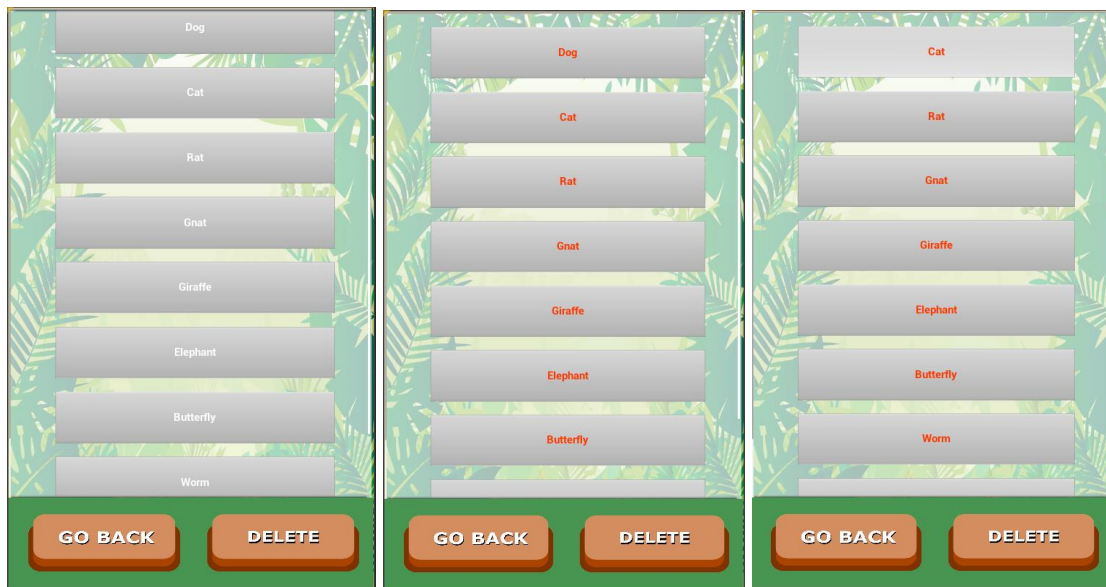 Dog
Cat
Rat
Gnat
Giraffe
Elephant
Butterfly
Worm
GO BACK
DELETE
Dog
Cat
Rat
Gnat
Giraffe
Elephant
Butterfly
GO BACK
DELETE
Cat
Rat
Gnat
Giraffe
Elephant
Butterfly
Worm
GO BACK
DELETE